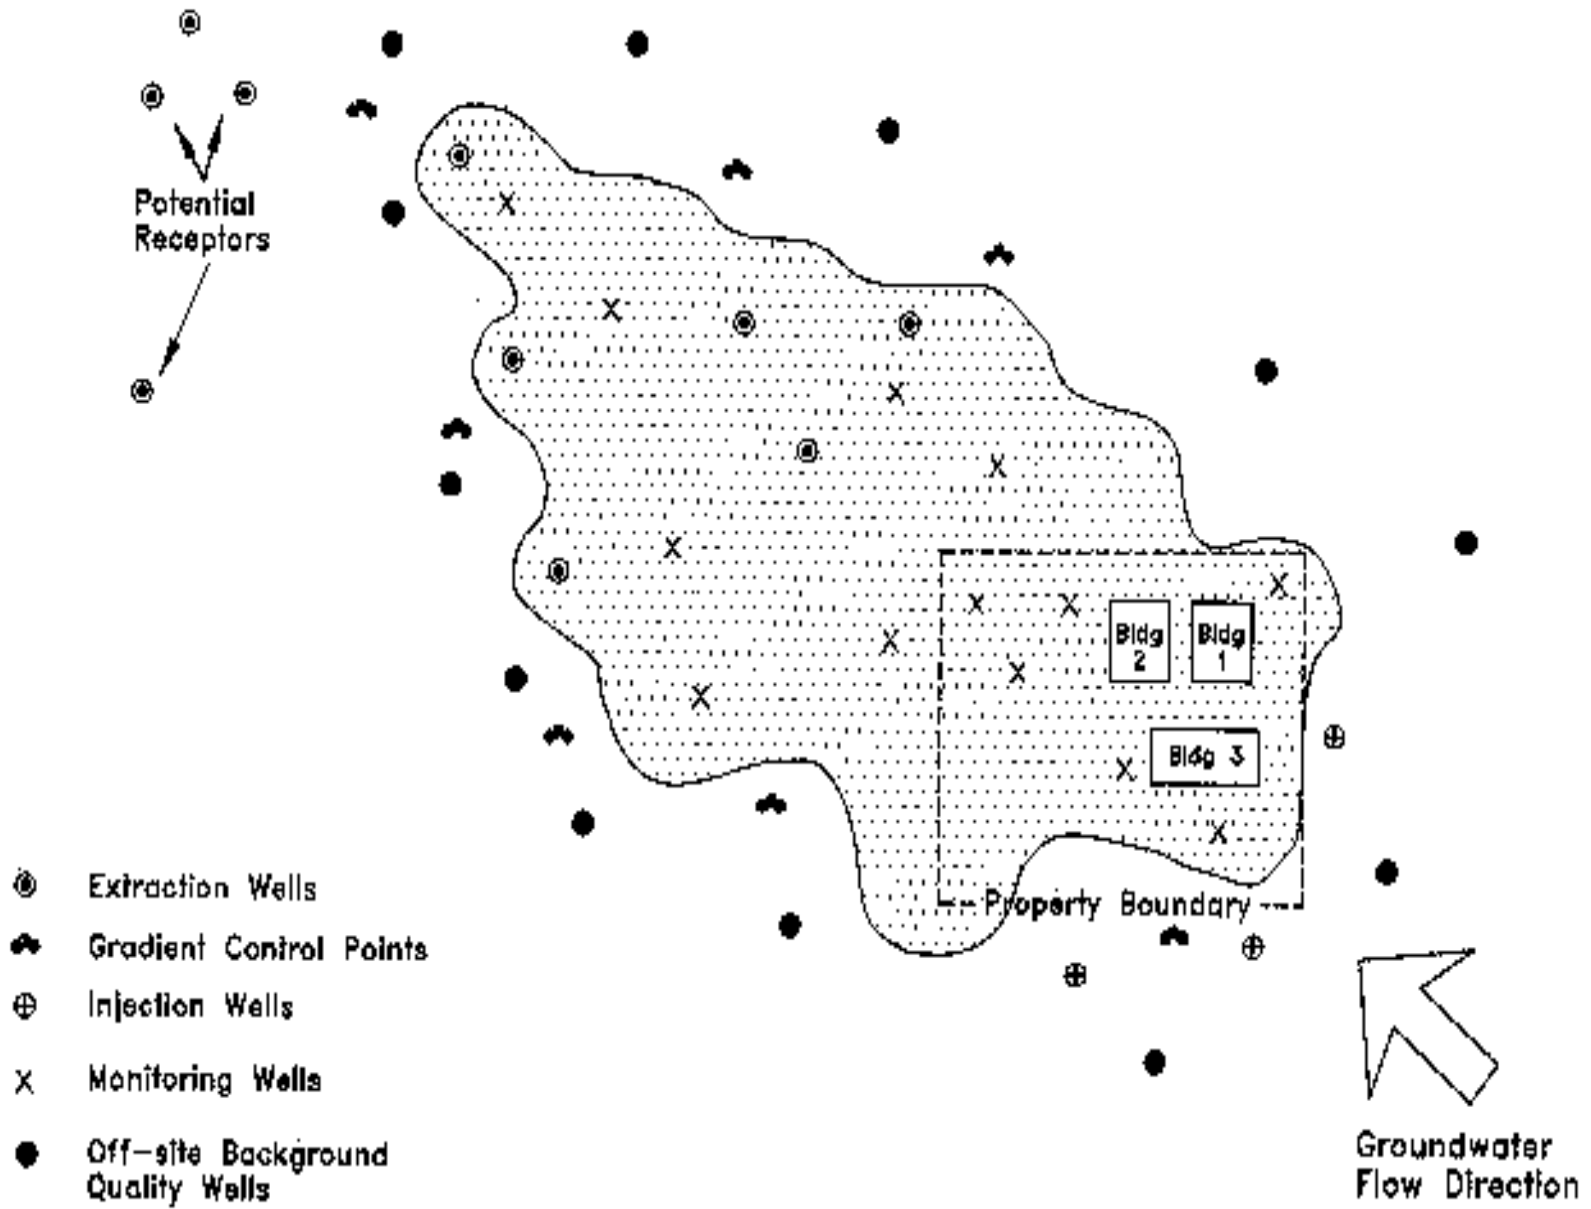 Potential
Receptors
Bldg
2
Bldg
1
Bldg 3
Property Boundary
Extraction Wells
Gradient Control Points
Injection Wells
Monitoring Wells
Off-site Background
Quality Wells
Groundwater
Flow Direction